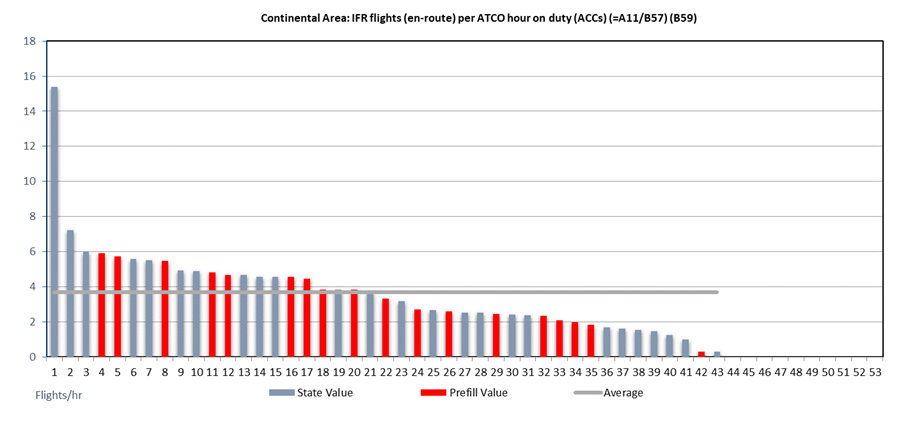 Continental Area: IFR flights (en-route) per ATCO hour on duty (ACCs) (=A11/B57) (B59)
18
16
14
12
10
8
6
4
2
0
1 2 3 4 5 6 7 8 9 10 11 12 13 14 15 16 17 18 19 20 21 22 23 24 25 26 27 28 29 30 31 32 33 34 35 36 37 38 39 40 41 42 43 44 45 46 47 48 49 50 51 52 53
Flights/hr
State Value Prefill Value Average